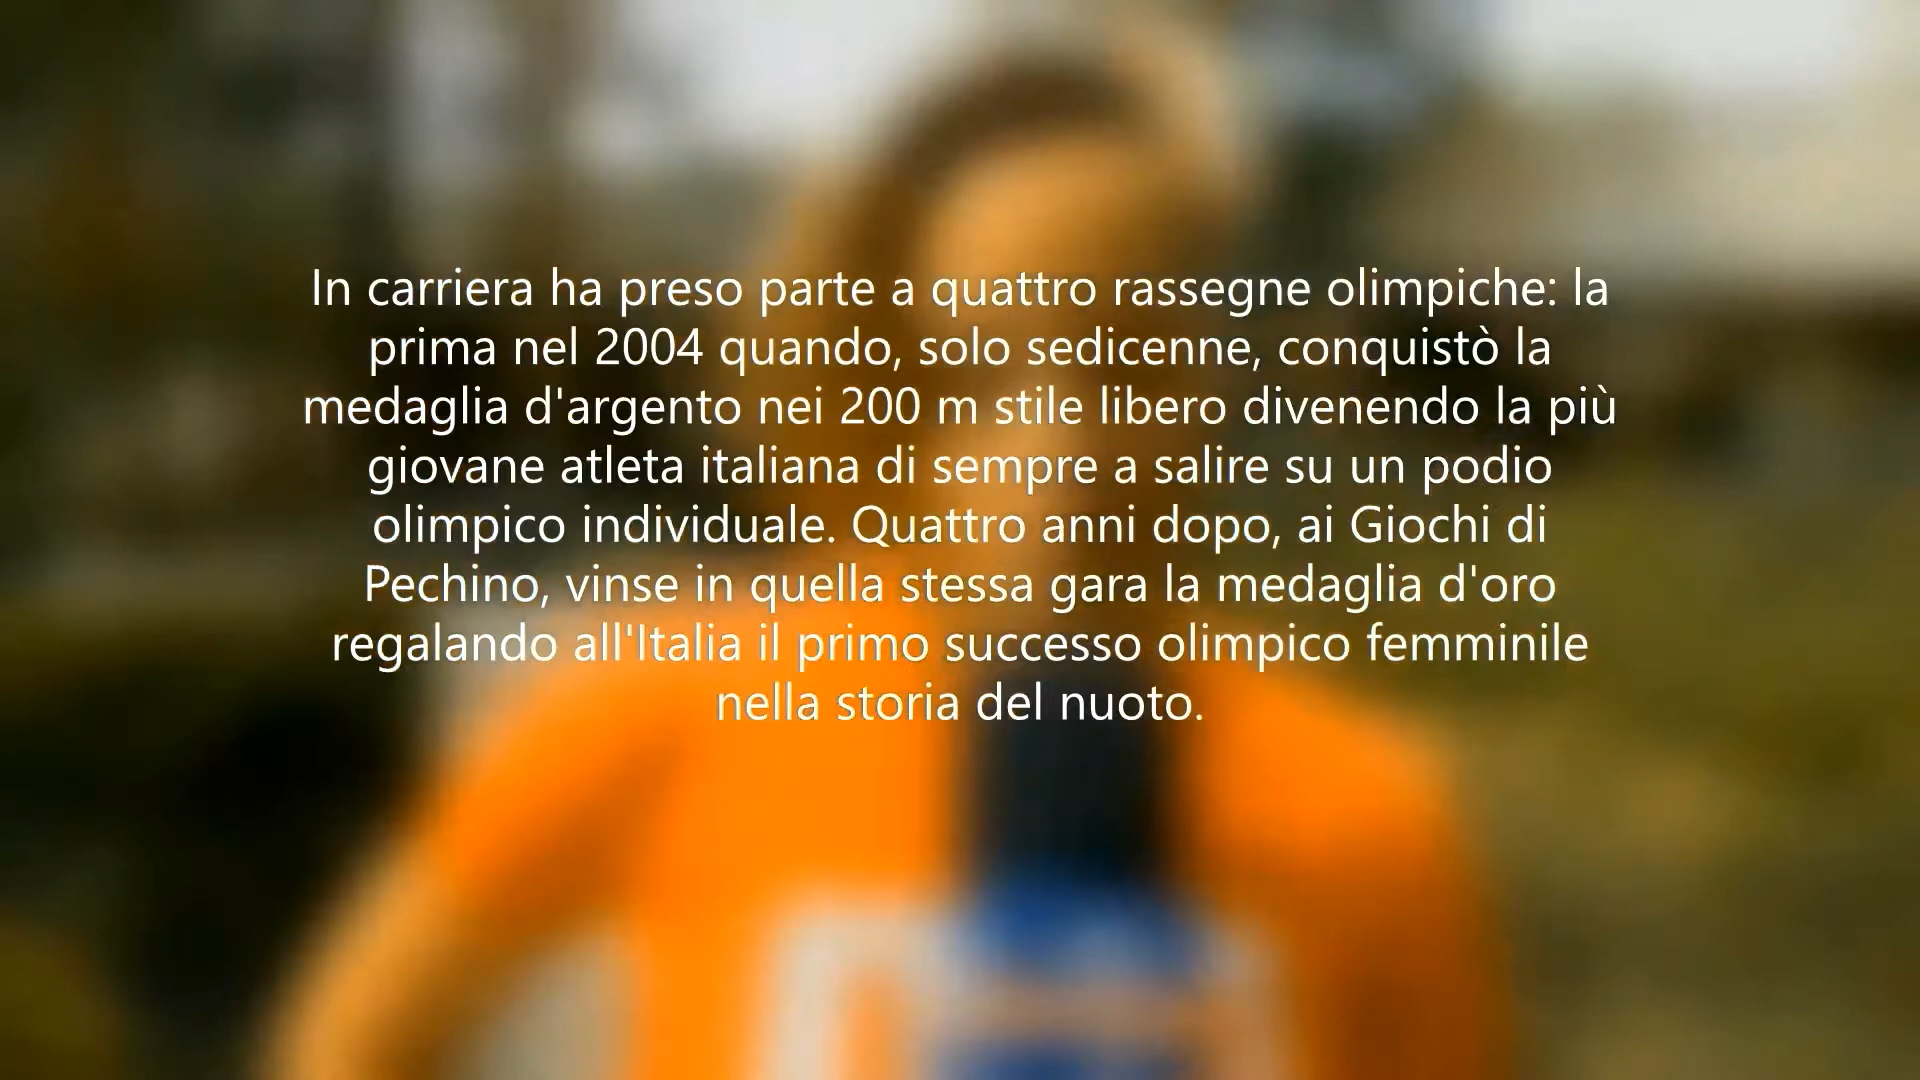 In carriera ha preso parte a quattro rassegne olimpiche: la
prima nel 2004 quando, solo sedicenne, conquistò la
medaglia d'argento nei 200 m stile libero divenendo la più
giovane atleta italiana di sempre a salire su un podio
olimpico individuale. Quattro anni dopo, ai Giochi di
Pechino, vinse in quella stessa gara la medaglia d'oro
regalando all'Italia il primo successo olimpico femminile
nella storia del nuoto.